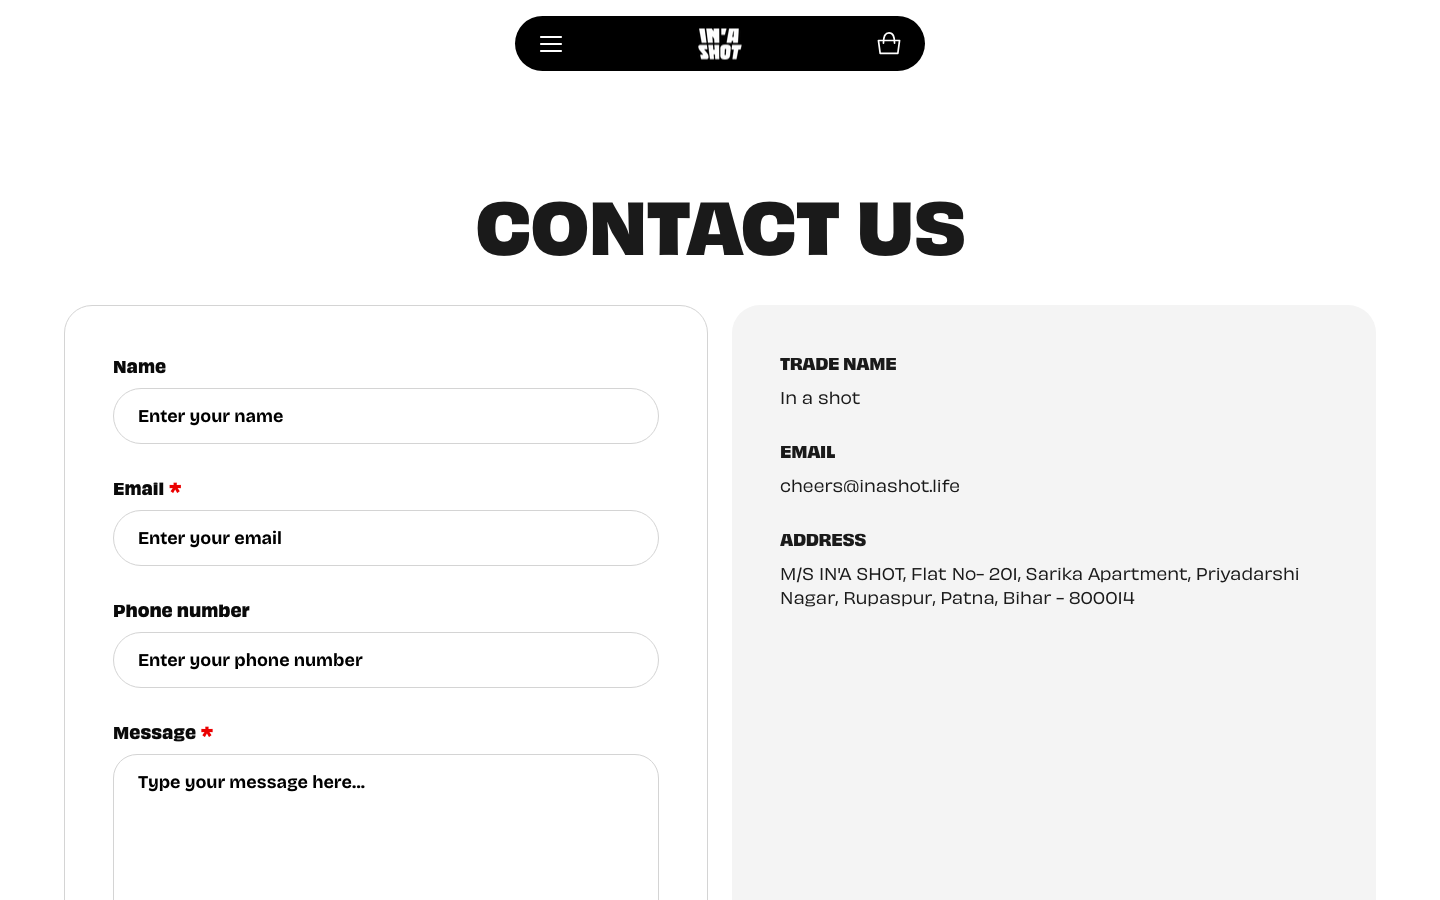 IN'A
SHOT
CONTACT US
Name
Enter your name
Email *
Enter your email
Phone number
Enter your phone number
Message *
Type your message here...
TRADE NAME
In a shot
EMAIL
cheers@inashot.life
ADDRESS
M/S IN'A SHOT, Flat No- 201, Sarika Apartment, Priyadarshi
Nagar, Rupaspur, Patna, Bihar - 800014